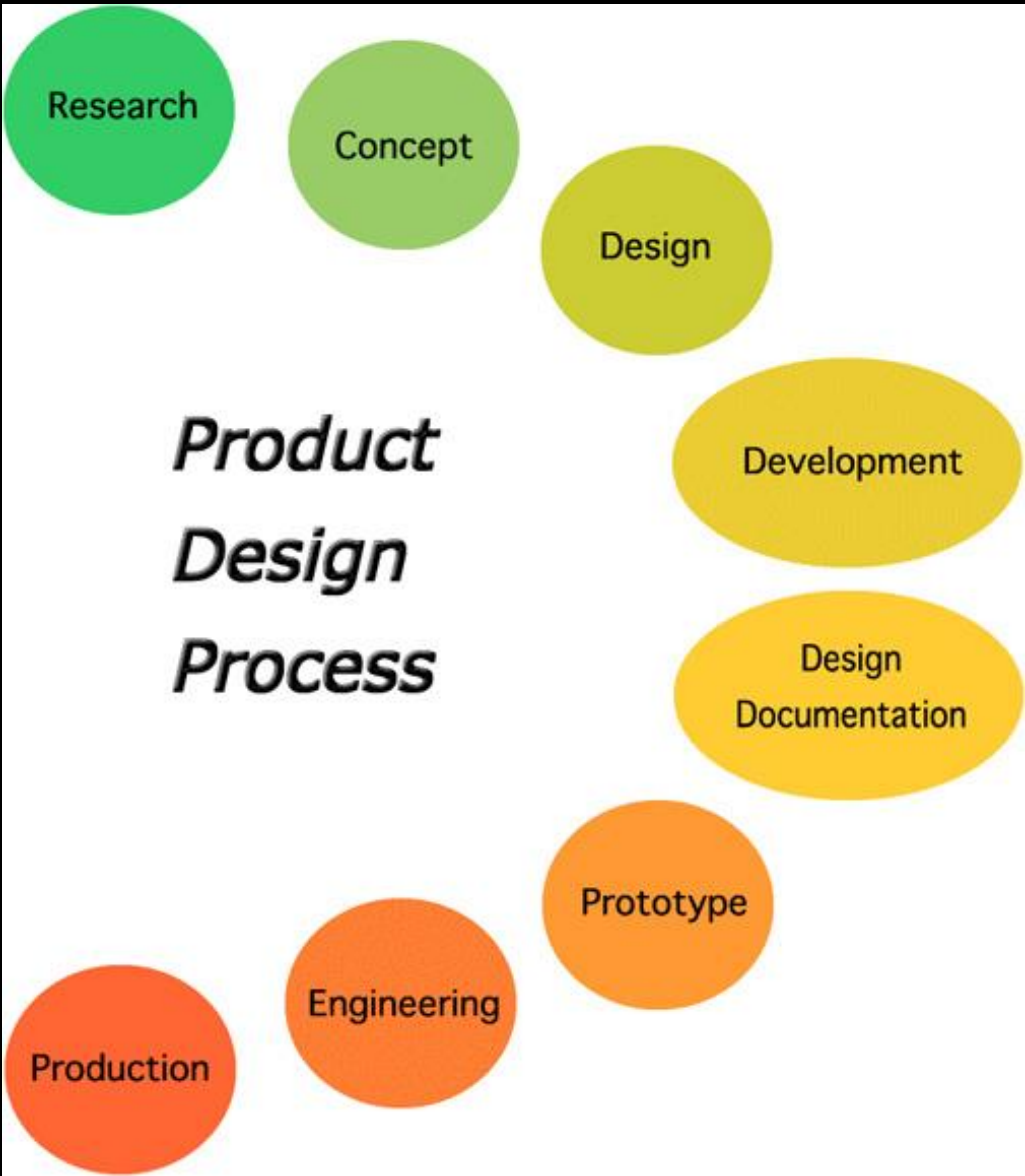 Research
Concept
Design
Development
Design
Documentation
Prototype
Engineering
Production
Product
Design
Process